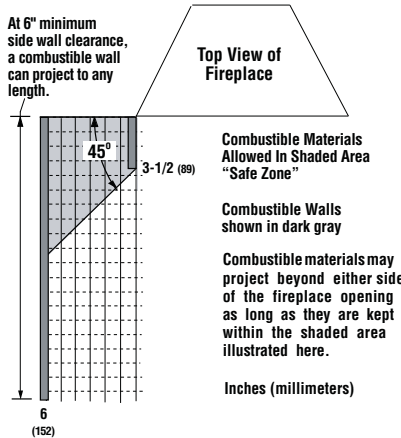 At 6" minimum
side wall clearance,
a combustible wall
can project to any
length.
Top View of
Fireplace
45⁰
3-1/2 (89)
Combustible Materials
Allowed In Shaded Area
“Safe Zone”
Combustible Walls
shown in dark gray
Combustible materials may
project beyond either side
of the fireplace opening
as long as they are kept
within the shaded area
illustrated here.
Inches (millimeters)
6
(152)